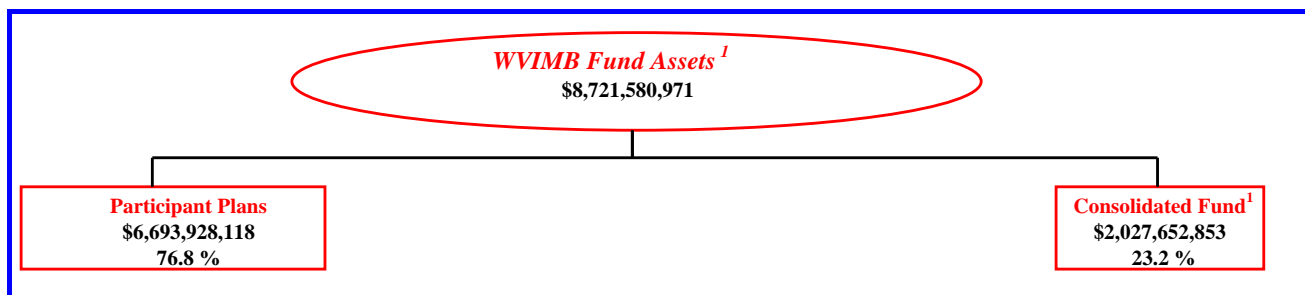 WVIMB Fund Assets 1
$8,721,580,971
Participant Plans
$6,693,928,118
76.8 %
Consolidated Fund1
$2,027,652,853
23.2 %